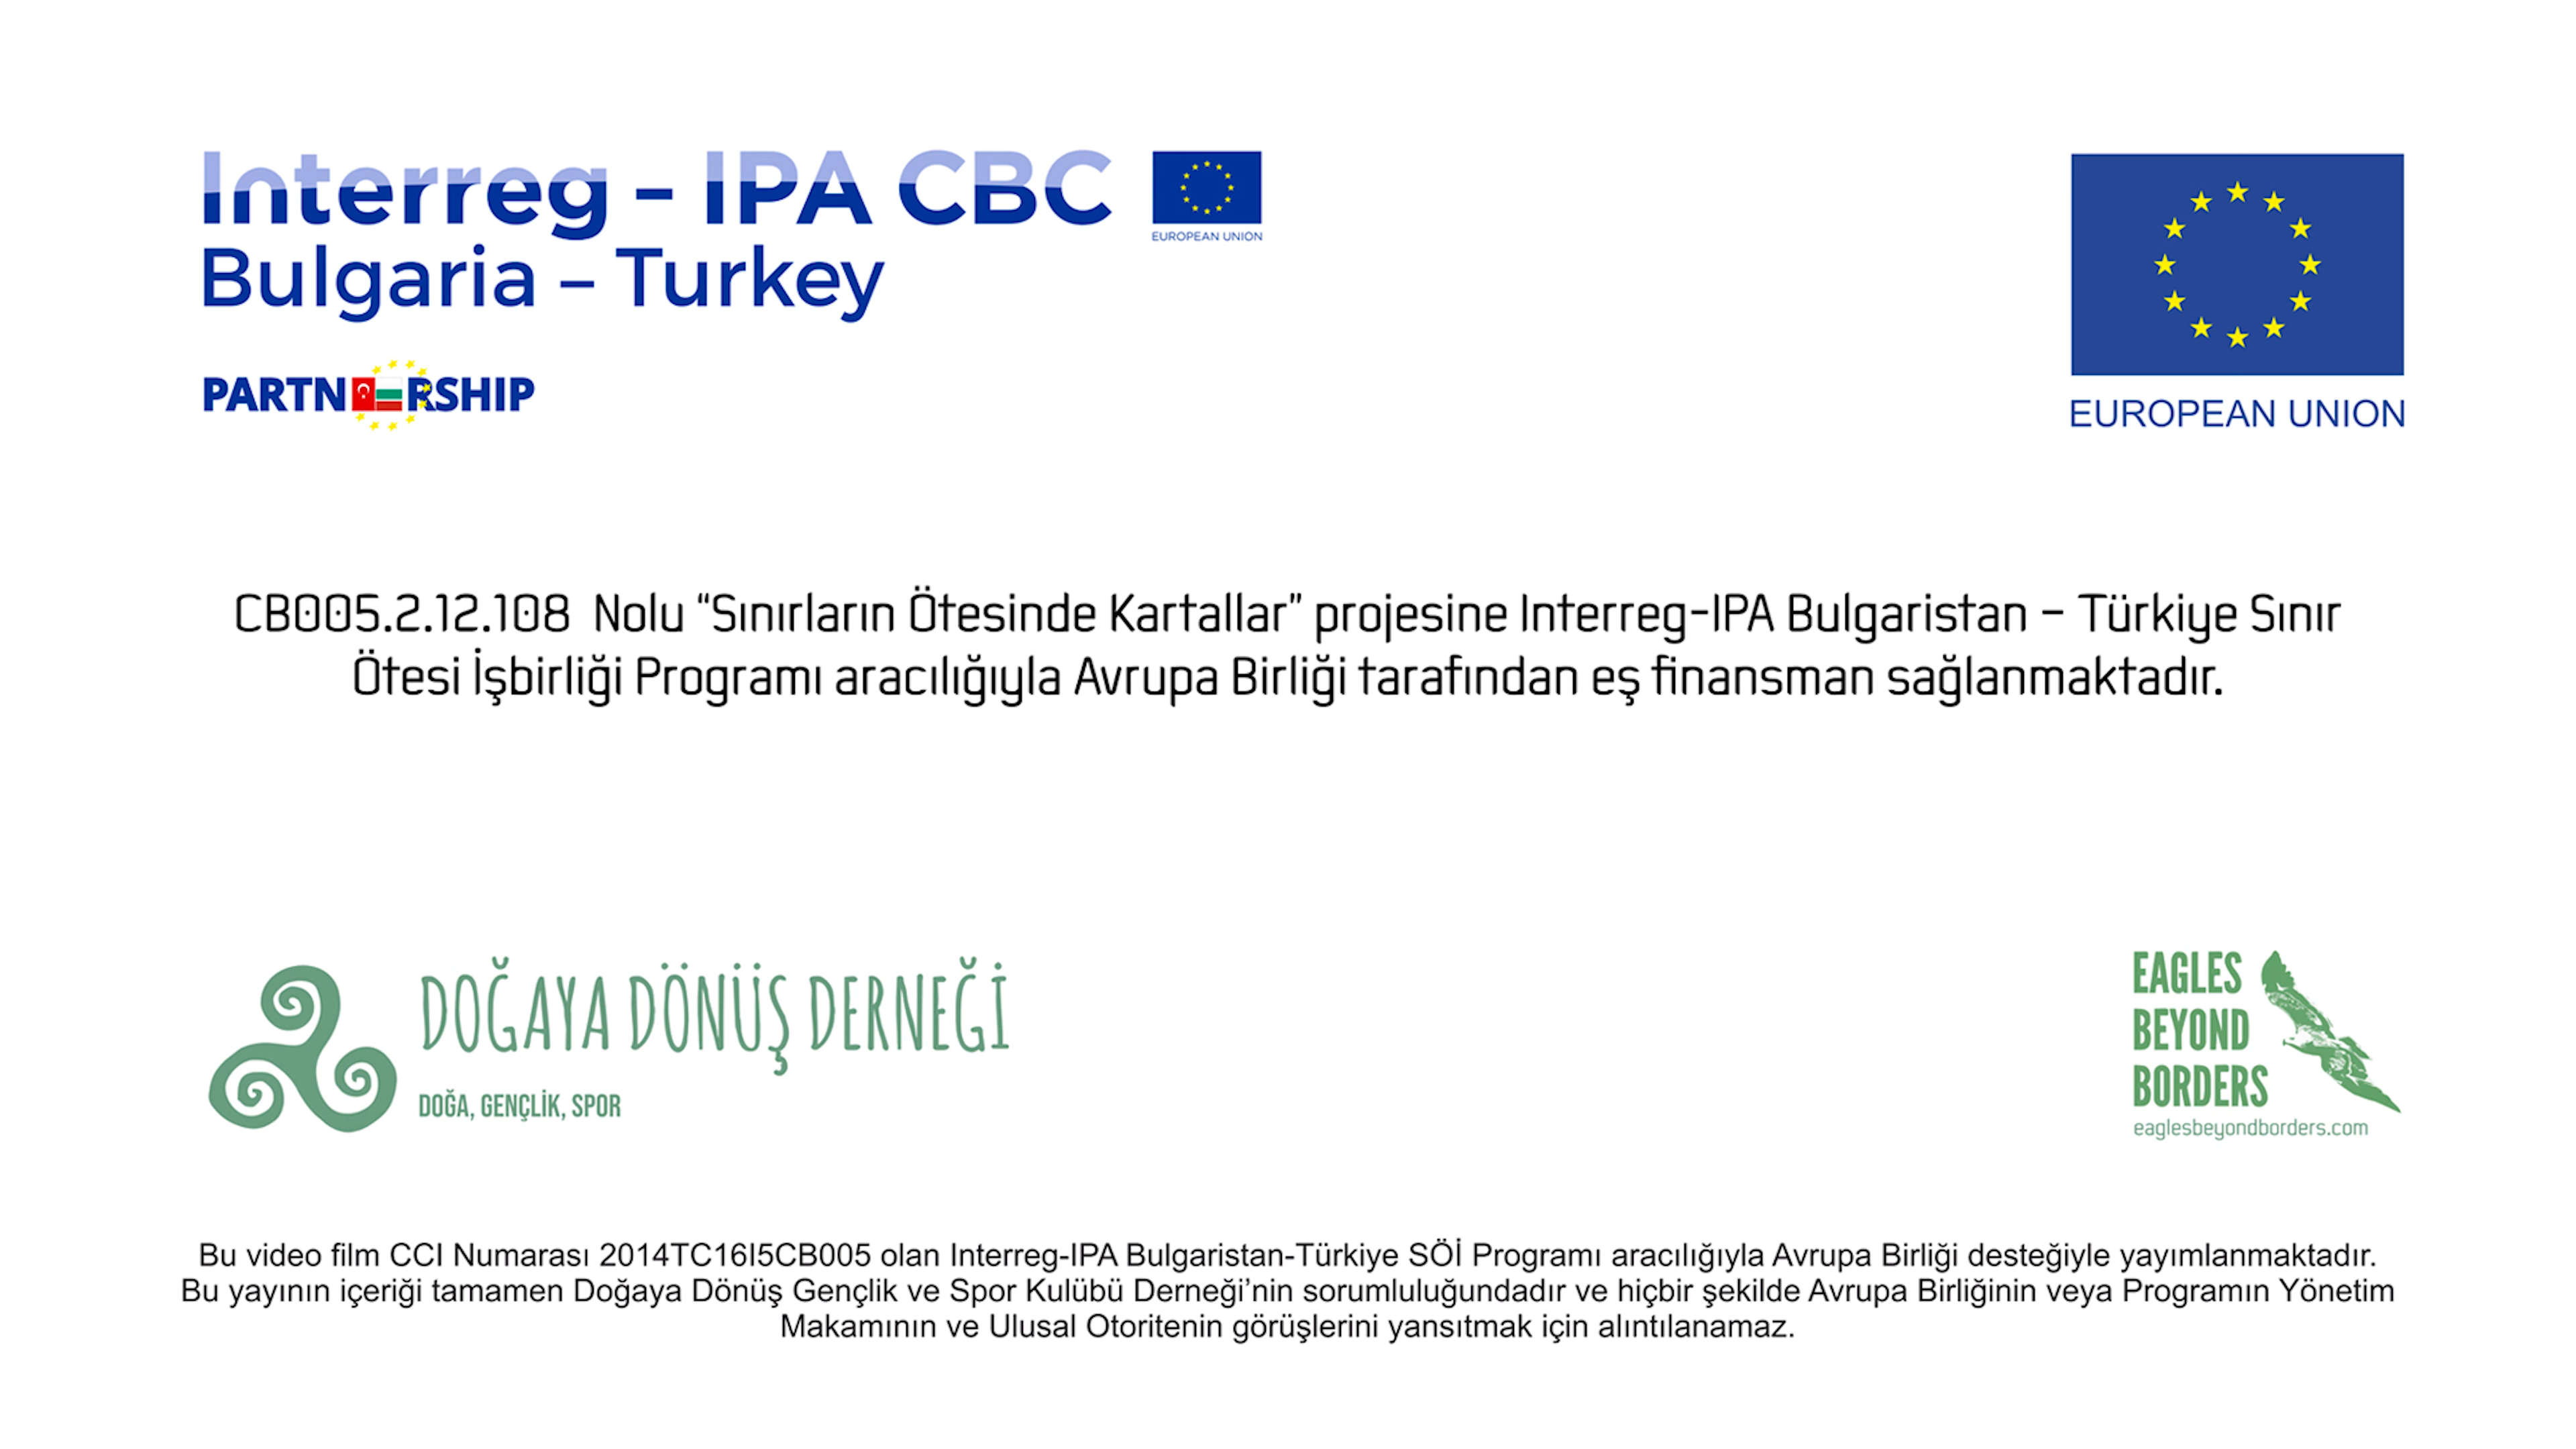 Interreg - IPA CBC
EUROPEAN UNION
Bulgaria - Turkey
PARTNERSHIP
EUROPEAN UNION
CB005.2.12.108 Nolu “Sınırların Ötesinde Kartallar” projesine Interreg-IPA Bulgaristan - Türkiye Sınır
Ötesi İşbirliği Programı aracılığıyla Avrupa Birliği tarafından eş finansman sağlanmaktadır.
DOĞAYA DÖNÜŞ DERNEĞİ
DOĞA, GENÇLİK, SPOR
EAGLES
BEYOND
BORDERS
eaglesbeyondborders.com
Bu video film CCI Numarası 2014TC16I5CB005 olan Interreg-IPA Bulgaristan-Türkiye SÖİ Programı aracılığıyla Avrupa Birliği desteğiyle yayımlanmaktadır.
Bu yayının içeriği tamamen Doğaya Dönüş Gençlik ve Spor Kulübü Derneği’nin sorumluluğundadır ve hiçbir şekilde Avrupa Birliğinin veya Programın Yönetim
Makamının ve Ulusal Otoritenin görüşlerini yansıtmak için alıntılanamaz.